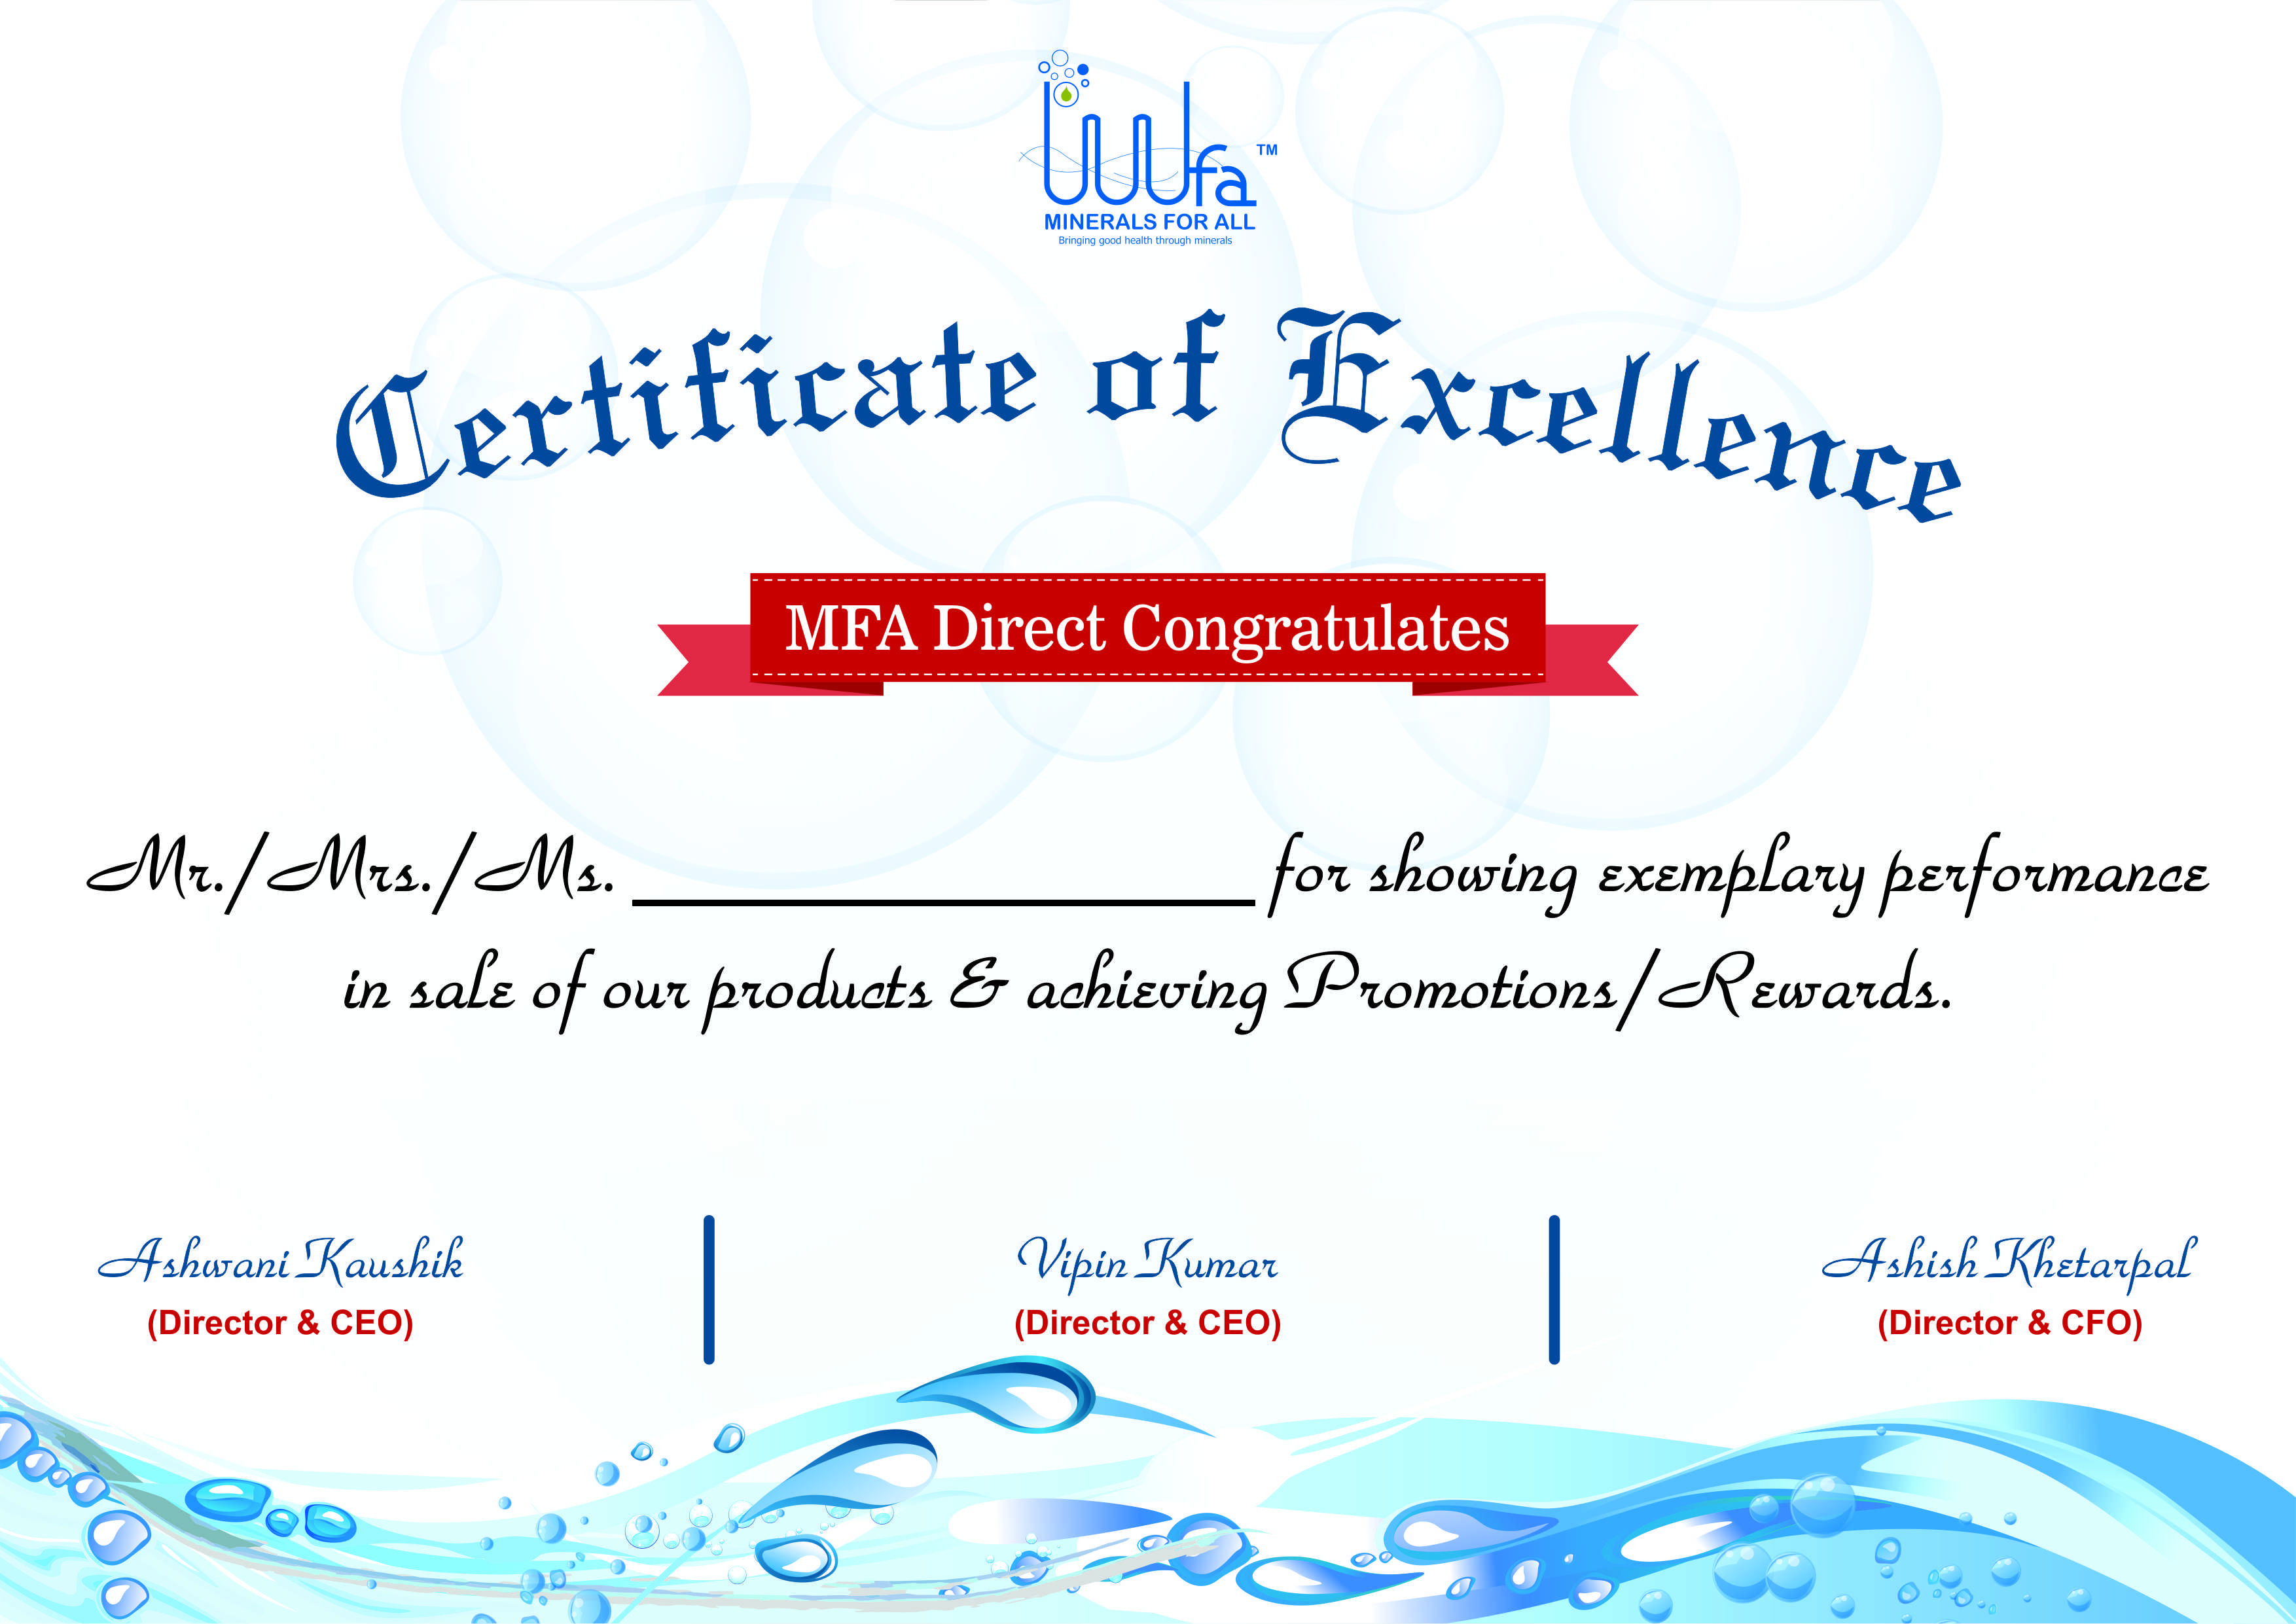 mfa TM
MINERALS FOR ALL
Bringing good health through minerals
Certificate of Excellence
MFA Direct Congratulates
Mr./Mrs./Ms. ____________________ for showing exemplary performance
in sale of our products & achieving Promotions/Rewards.
Ashwani Kaushik
(Director & CEO)
Vipin Kumar
(Director & CEO)
Ashish Khetarpal
(Director & CFO)